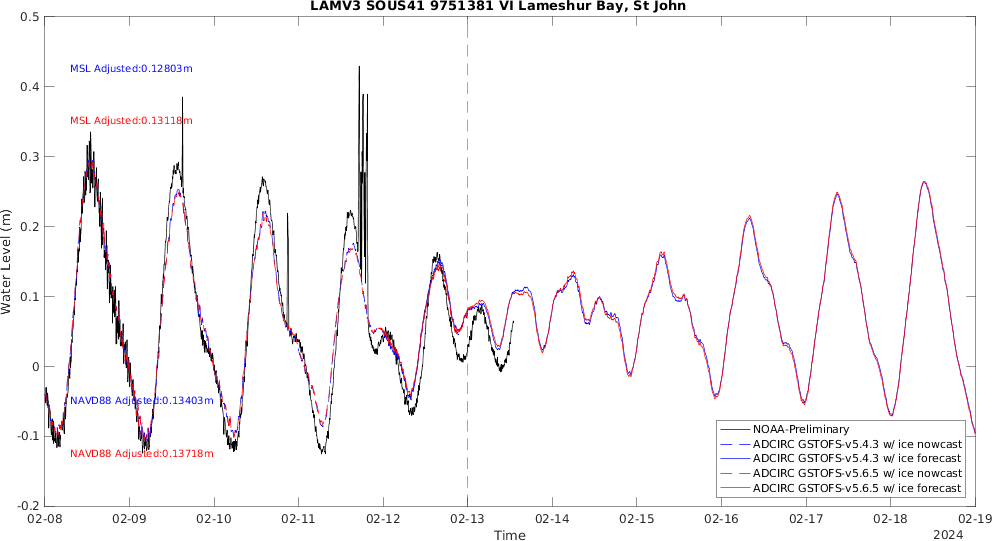 LAMV3 SOUS41 9751381 VI Lameshur Bay, St John
0.5
0.4
0.3
0.2
0.1
0
-0.1
-0.2
Water Level (m)
MSL Adjusted:0.12803m
MSL Adjusted:0.13118m
NAVD88 Adjusted:0.13403m
NAVD88 Adjusted:0.13718m
NOAA-Preliminary
ADCIRC GSTOFS-v5.4.3 w/ ice nowcast
ADCIRC GSTOFS-v5.4.3 w/ ice forecast
ADCIRC GSTOFS-v5.6.5 w/ ice nowcast
ADCIRC GSTOFS-v5.6.5 w/ ice forecast
02-08 02-09 02-10 02-11 02-12 02-13 02-14 02-15 02-16 02-17 02-18 02-19
Time
2024